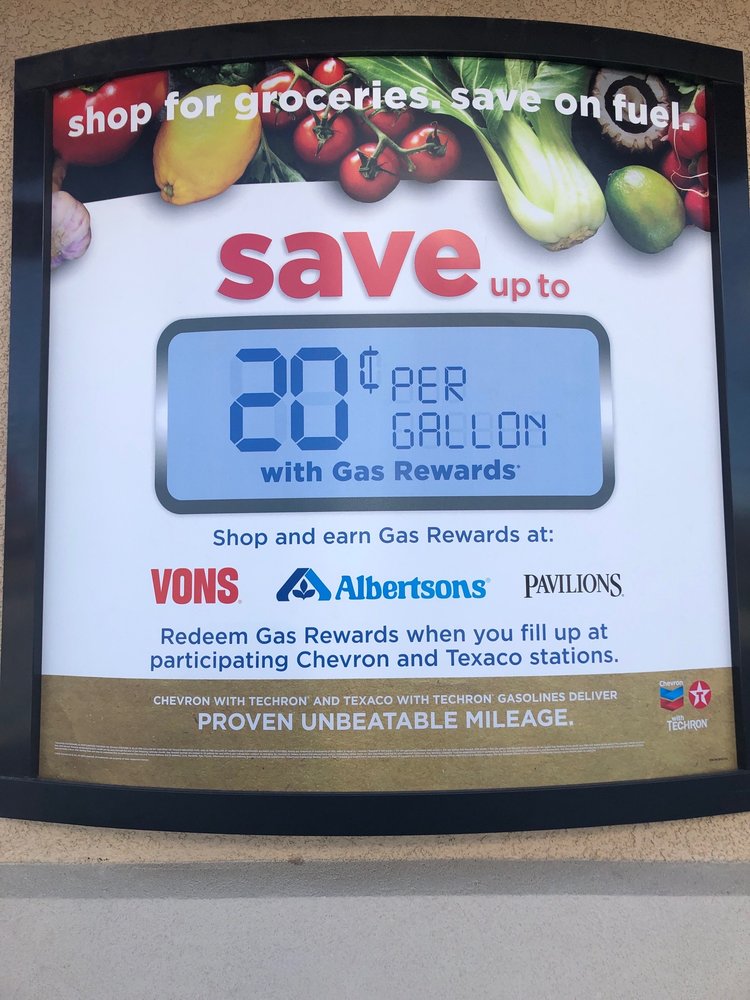 shop for groceries. save on fuel.
save up to
20¢ PER
GALLON
with Gas Rewards*
Shop and earn Gas Rewards at:
VONS Albertsons® PAVILIONS
Redeem Gas Rewards when you fill up at
participating Chevron and Texaco stations.
CHEVRON WITH TECHRON® AND TEXACO WITH TECHRON® GASOLINES DELIVER
PROVEN UNBEATABLE MILEAGE.
Chevron
with
TECHRON®